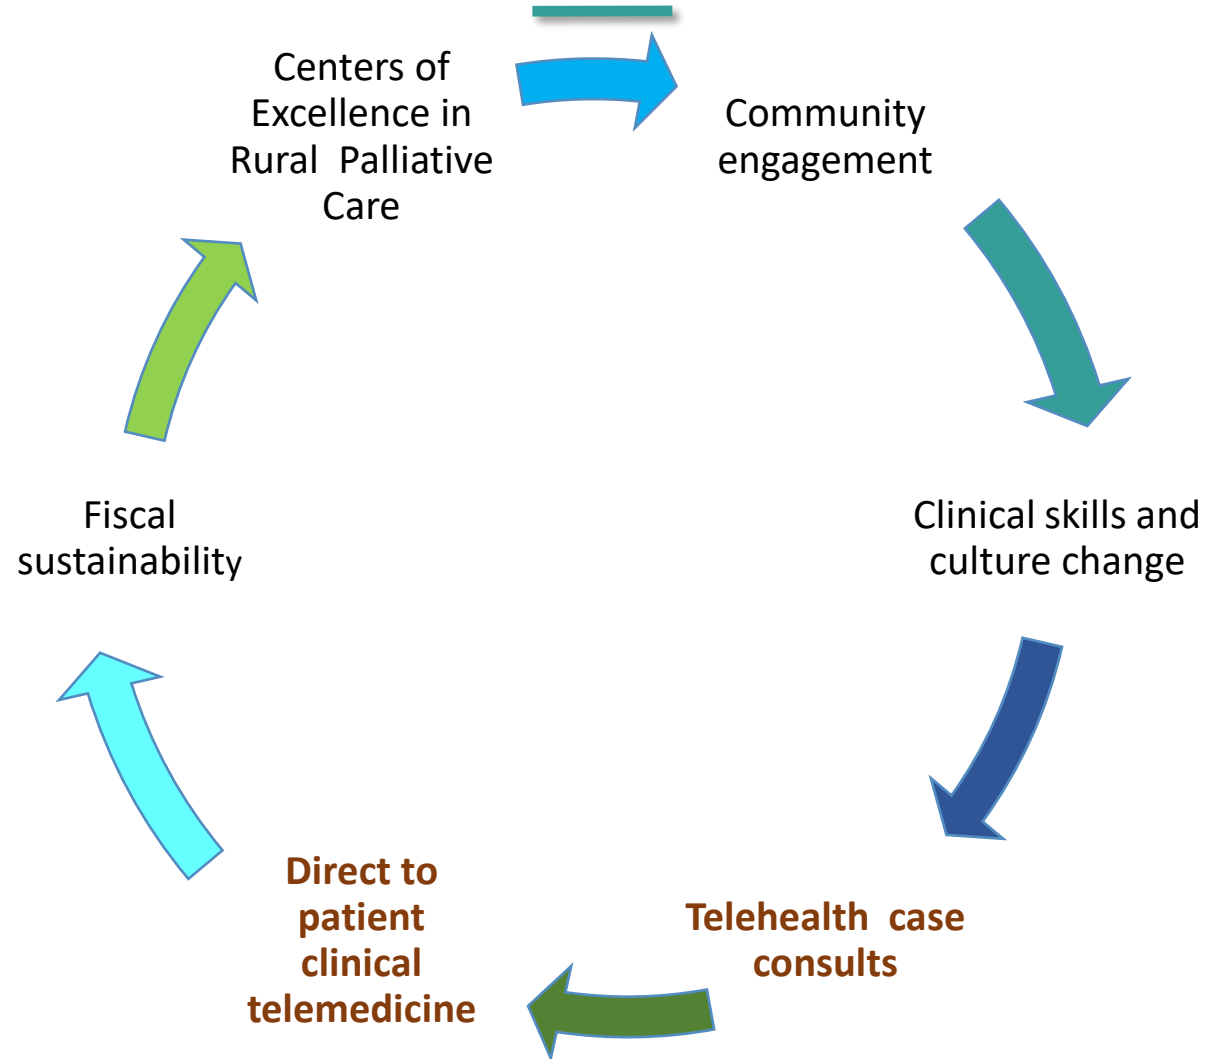 Centers of
Excellence in
Rural  Palliative
Care
Community
engagement
Clinical skills and
culture change
Telehealth  case
consults
Direct to
patient
clinical
telemedicine
Fiscal
sustainability